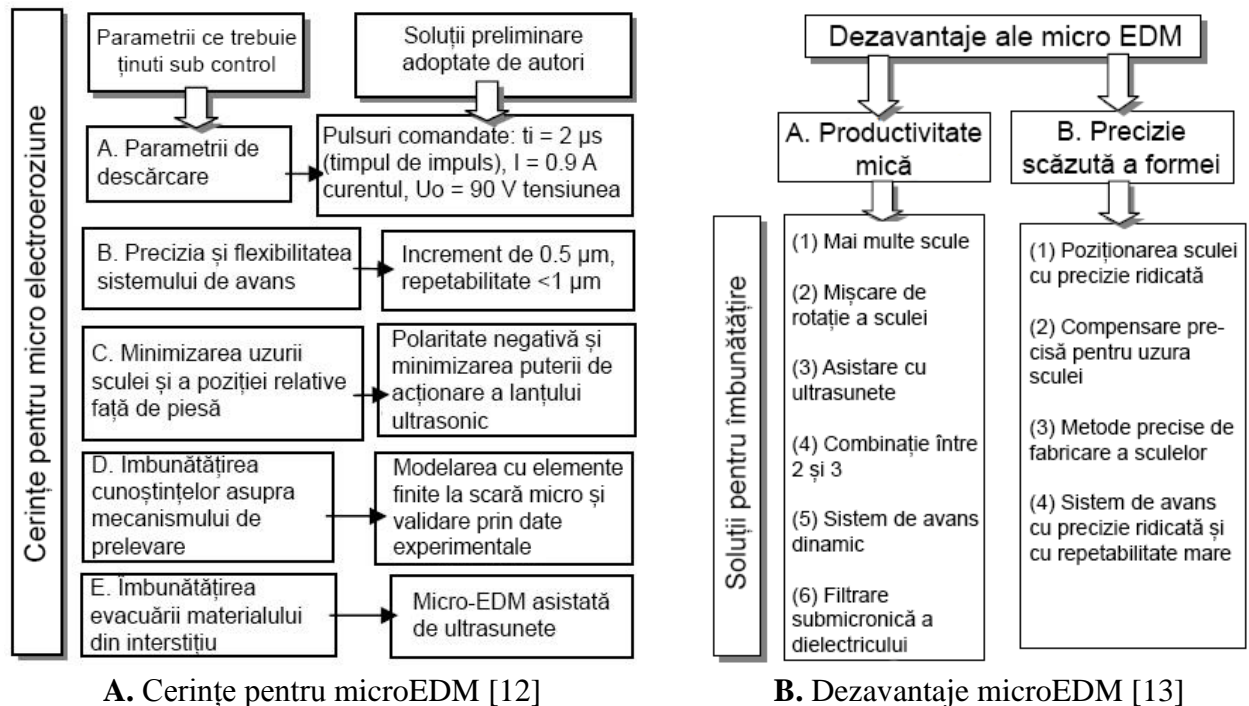 Cerințe pentru micro electroeroziune
Parametrii ce trebuie
ținuti sub control
Soluții preliminare
adoptate de autori
A. Parametrii de
descărcare
Pulsuri comandate: ti = 2 µs
(timpul de impuls), I = 0.9 A
curentul, Uo = 90 V tensiunea
B. Precizia și flexibilitatea
sistemului de avans
Increment de 0.5 µm,
repetabilitate <1 µm
C. Minimizarea uzurii
sculei și a poziției relative
față de piesă
Polaritate negativă și
minimizarea puterii de
acționare a lanțului
ultrasonic
D. Imbunătățirea
cunoștințelor asupra
mecanismului de
prelevare
Modelarea cu elemente
finite la scară micro și
validare prin date
experimentale
E. Îmbunătățirea
evacuării materialului
din interstițiu
Micro-EDM asistată
de ultrasunete
A. Cerințe pentru microEDM [12]
Dezavantaje ale micro EDM
A. Productivitate
mică
B. Precizie
scăzută a formei
Soluții pentru îmbunătățire
(1) Mai multe scule
(2) Mișcare de
rotație a sculei
(3) Asistare cu
ultrasunete
(4) Combinație între
2 și 3
(5) Sistem de avans
dinamic
(6) Filtrare
submicronică a
dielectricului
(1) Poziționarea sculei
cu precizie ridicată
(2) Compensare pre-
cisă pentru uzura
sculei
(3) Metode precise de
fabricare a sculelor
(4) Sistem de avans
cu precizie ridicată și
cu repetabilitate mare
B. Dezavantaje microEDM [13]